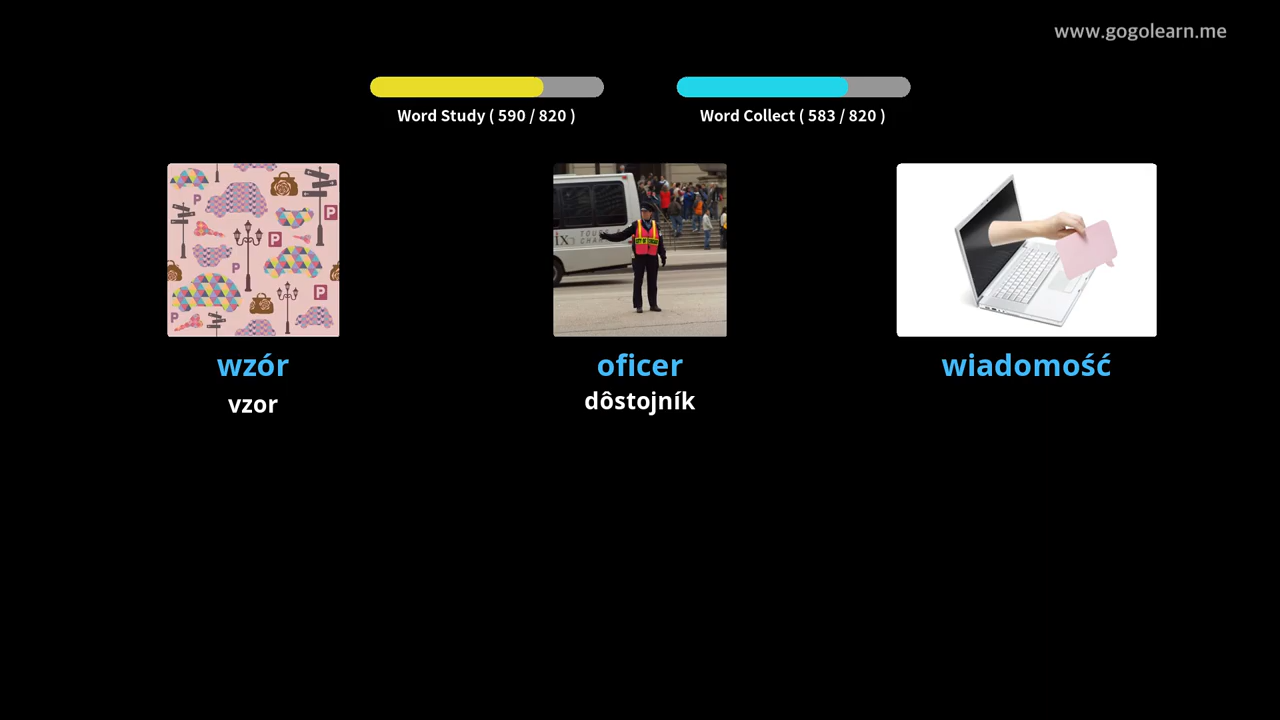 www.gogolearn.me
Word Study ( 590 / 820 )
Word Collect ( 583 / 820 )
wzór
oficer
wiadomość
vzor
dôstojník